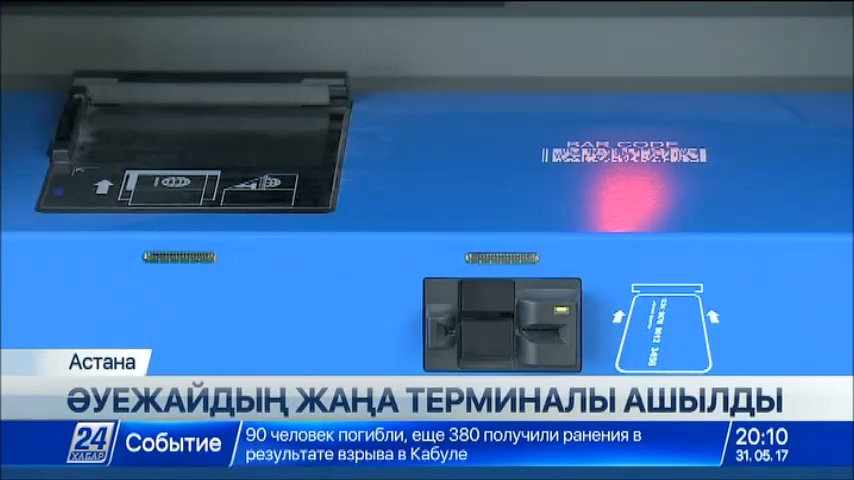 BAR CODE
Астана
ӘУЕЖАЙДЫҢ ЖАҢА ТЕРМИНАЛЫ АШЫЛДЫ
24
ХАБАР
Событие
90 человек погибли, еще 380 получили ранения в
результате взрыва в Кабуле
20:10
31.05.17